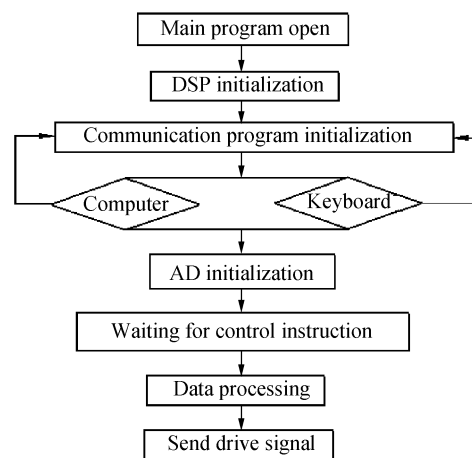 Main program open
DSP initialization
Communication program initialization
Computer
Keyboard
AD initialization
Waiting for control instruction
Data processing
Send drive signal